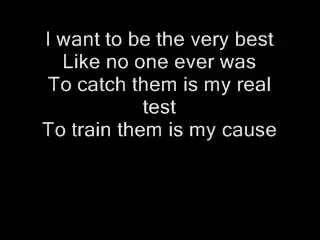 I want to be the very best
Like no one ever was
To catch them is my real
test
To train them is my cause